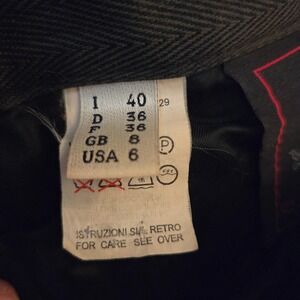 I 40
D 36
F 36
GB 8
USA 6
29
P
ISTRUZIONI SUL RETRO
FOR CARE SEE OVER